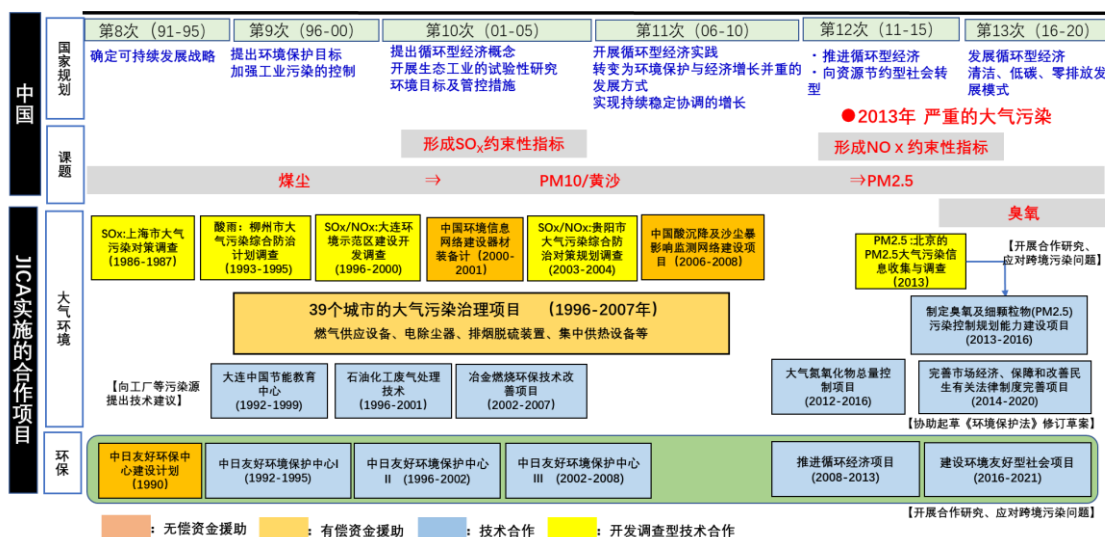 第8次 (91-95)
第9次 (96-00)
第10次 (01-05)
第11次 (06-10)
第12次 (11-15)
第13次 (16-20)
中国
国家规划
确定可持续发展战略
提出环境保护目标
加强工业污染的控制
提出循环型经济概念
开展生态工业的试验性研究
环境目标及管控措施
开展循环型经济实践
转变为环境保护与经济增长并重的
发展方式
实现持续稳定协调的增长
·推进循环型经济
·向资源节约型社会转
型
发展循环型经济
清洁、低碳、零排放发
展模式
●2013年 严重的大气污染
课题
形成SOX约束性指标
形成NOx约束性指标
煤尘
⇒
PM10/黄沙
⇒PM2.5
臭氧
JICA实施的合作项目
大气环境
SOx:上海市大气
污染对策调查
(1986-1987)
酸雨：柳州市大
气污染综合防治
计划调查
(1993-1995)
SOx/NOx:大连环
境示范区建设开
发调查
(1996-2000)
中国环境信息
网络建设器材
装备计(2000-
2001)
SOx/NOx:贵阳市
大气污染综合防
治对策规划调查
(2003-2004)
中国酸沉降及沙尘暴
影响监测网络建设项
目（2006-2008)
PM2.5 :北京的
PM2.5大气污染信
息收集与调查
(2013)
【开展合作研究、
应对跨境污染问题】
39个城市的大气污染治理项目 (1996-2007年)
燃气供应设备、电除尘器、排烟脱硫装置、集中供热设备等
制定臭氧及细颗粒物(PM2.5)
污染控制规划能力建设项目
(2013-2016)
【向工厂等污染源
提出技术建议】
大连中国节能教育
中心
(1992-1999)
石油化工废气处理
技术
(1996-2001)
冶金燃烧环保技术改
善项目
(2002-2007)
大气氮氧化物总量控
制项目
(2012-2016)
完善市场经济、保障和改善民
生有关法律制度完善项目
(2014-2020)
【协助起草《环境保护法》修订草案】
环保
中日友好环保中
心建设计划
(1990)
中日友好环境保护中心I
(1992-1995)
中日友好环境保护中心
II (1996-2002)
中日友好环境保护中心
III (2002-2008)
推进循环经济项目
(2008-2013)
建设环境友好型社会项目
(2016-2021)
【开展合作研究、应对跨境污染问题】
：无偿资金援助
：有偿资金援助
：技术合作
：开发调查型技术合作